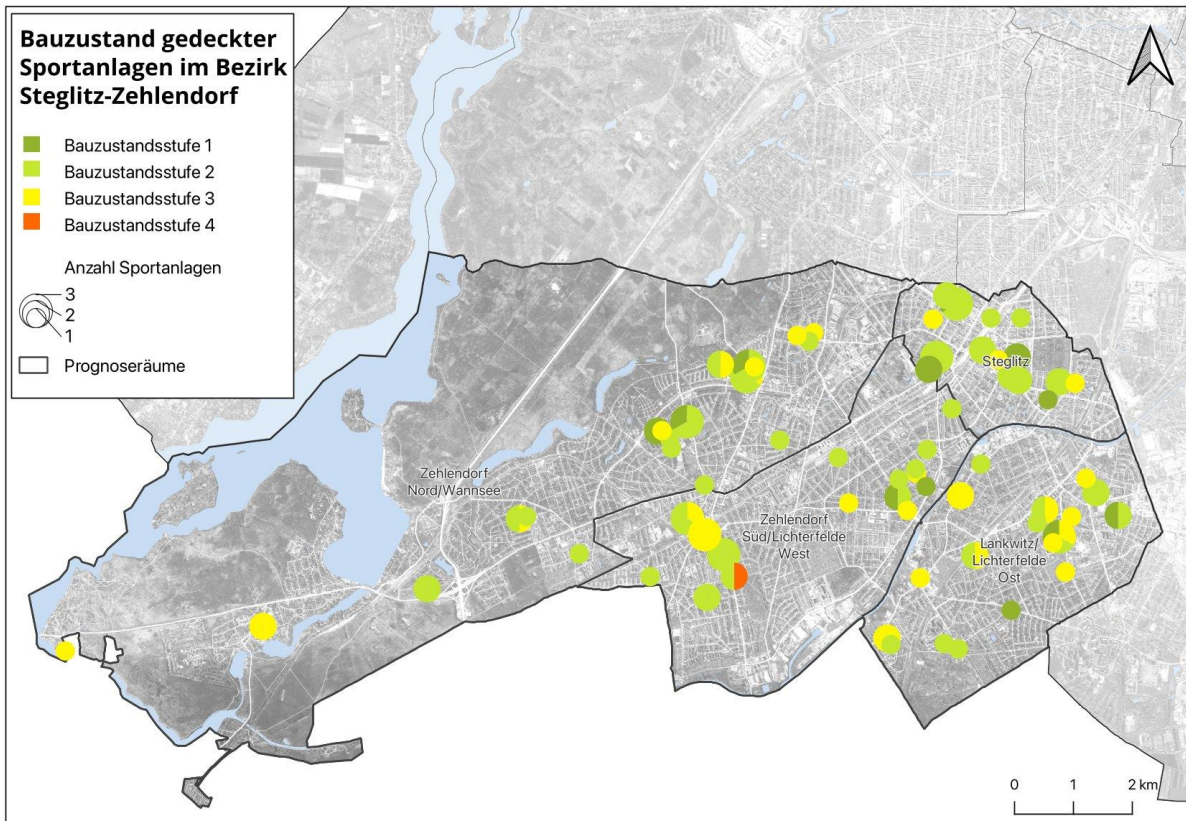 Bauzustand gedeckter
Sportanlagen im Bezirk
Steglitz-Zehlendorf
Bauzustandsstufe 1
Bauzustandsstufe 2
Bauzustandsstufe 3
Bauzustandsstufe 4
Anzahl Sportanlagen
3
2
1
Prognoseräume
Steglitz
Zehlendorf
Nord/Wannsee
Zehlendorf
Süd/Lichterfelde
West
Lankwitz/
Lichterfelde
Ost
0 1 2 km